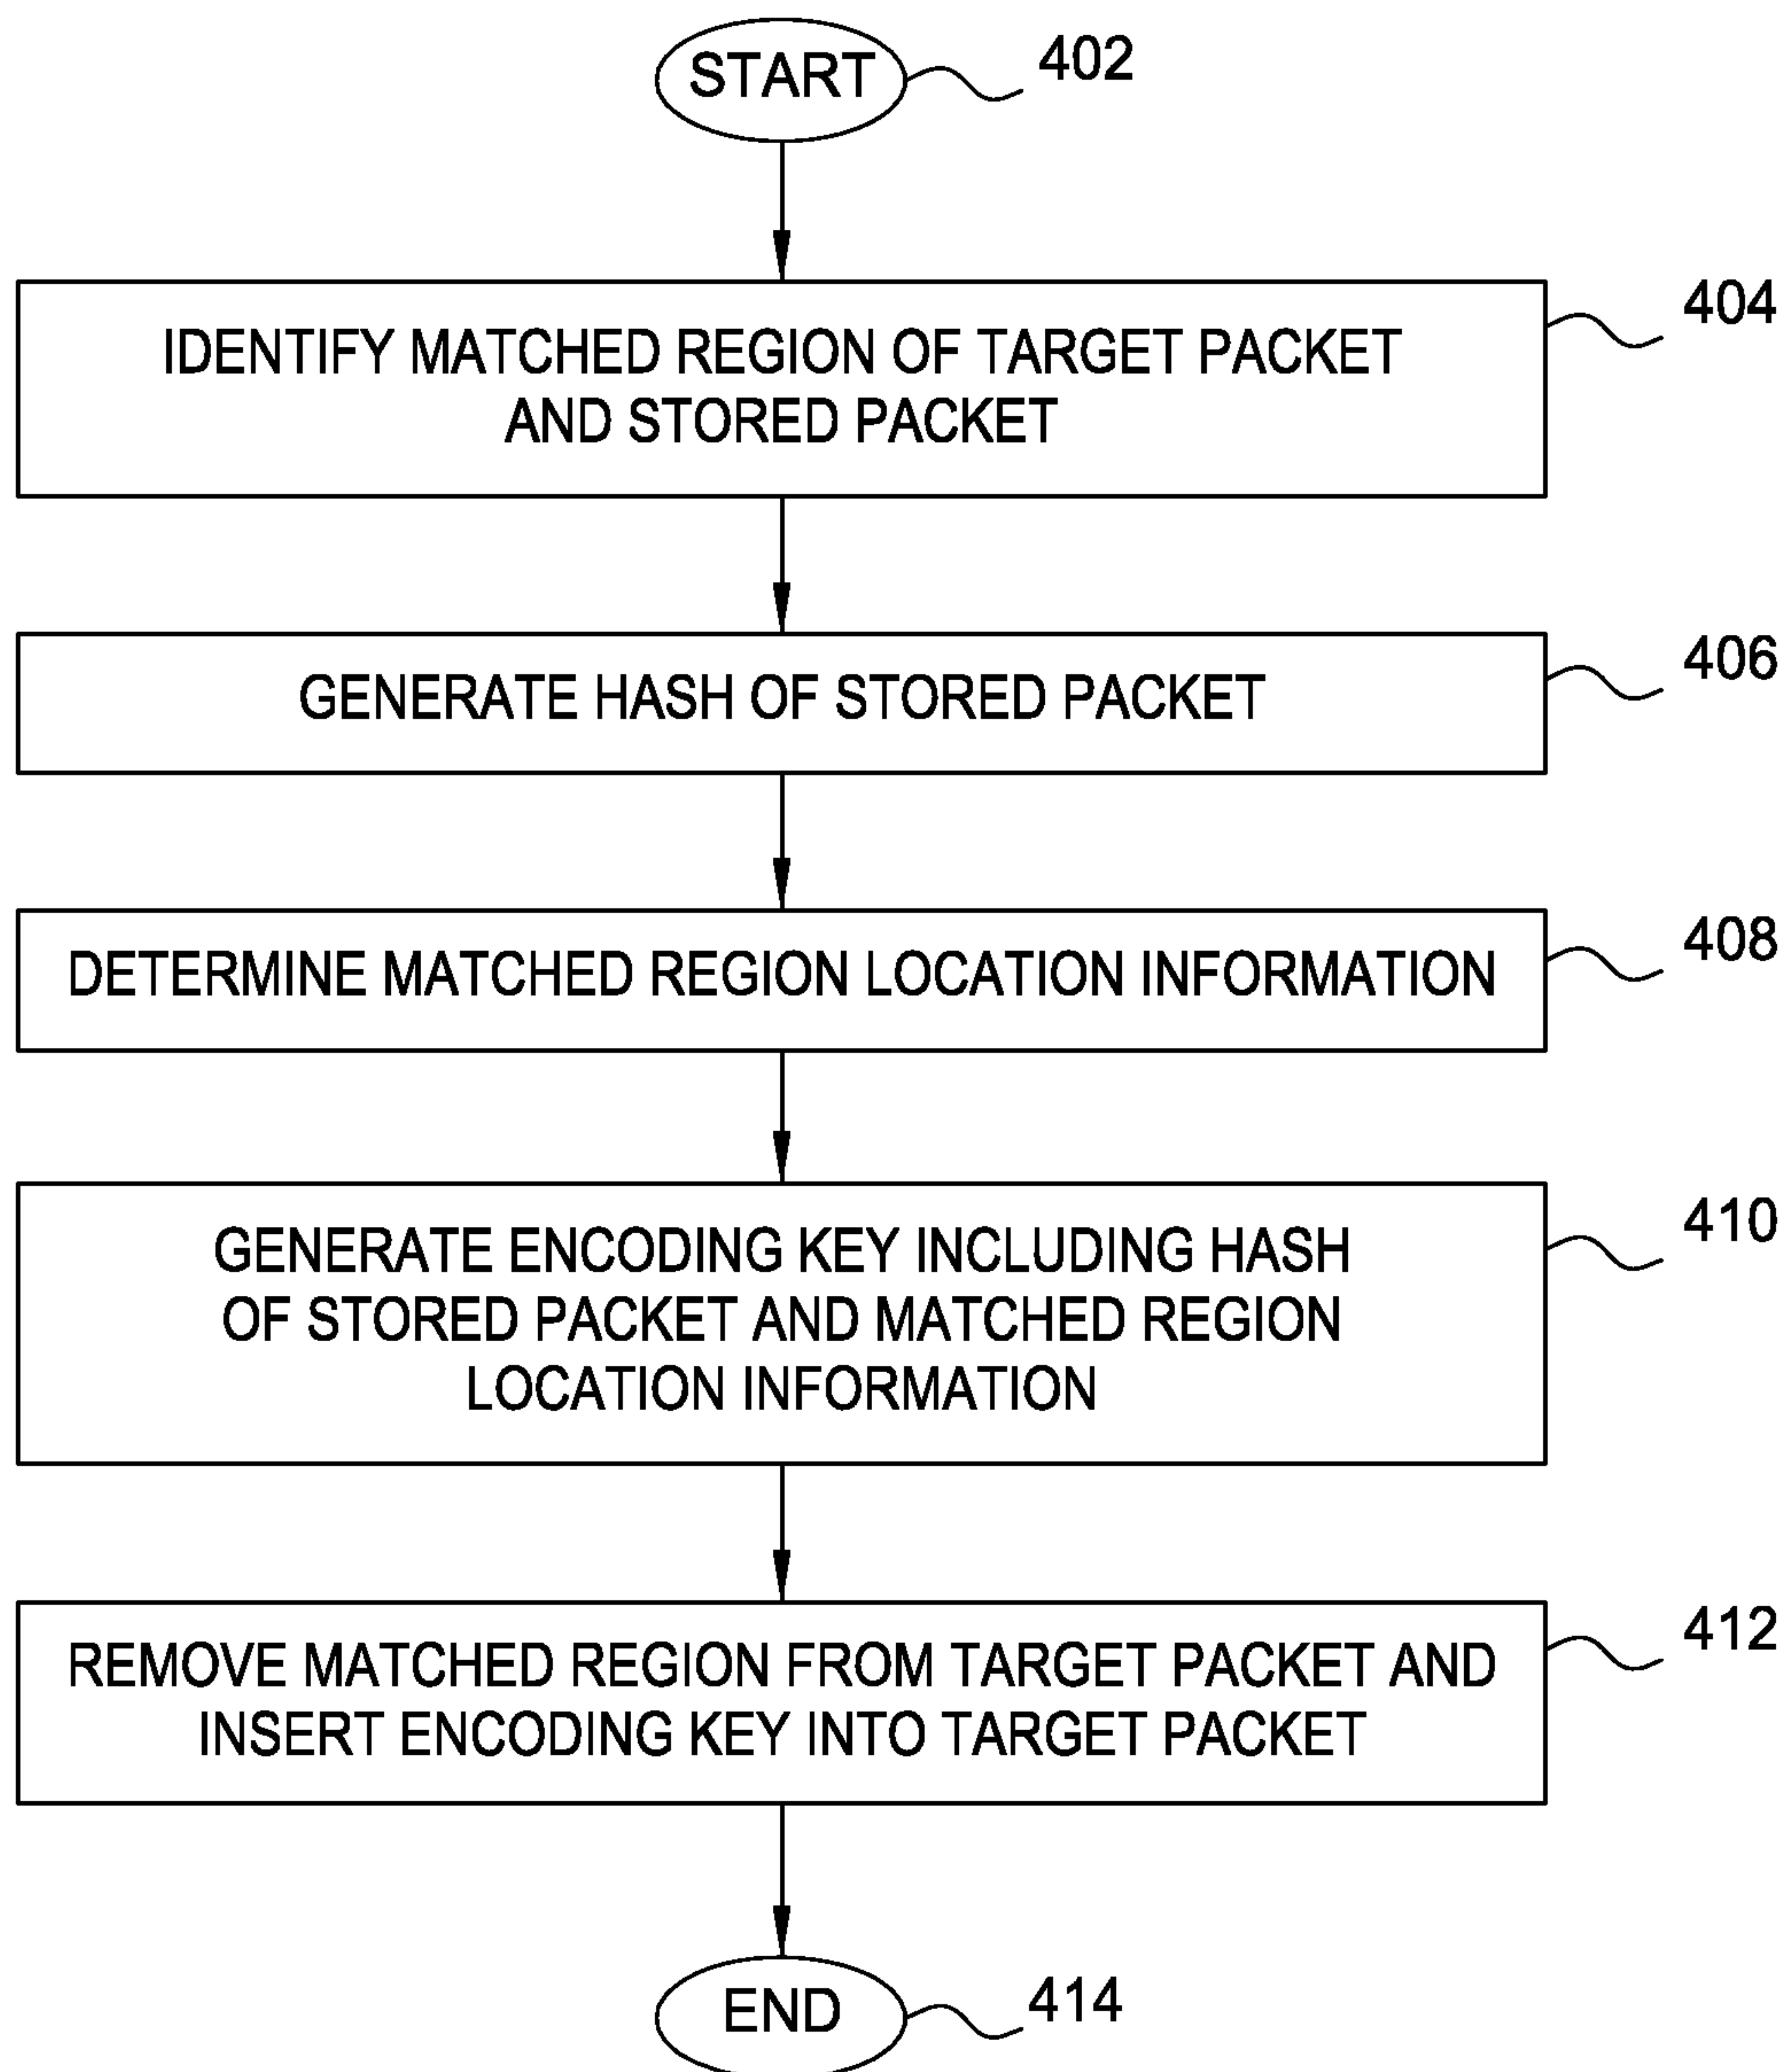 START
402
404
IDENTIFY MATCHED REGION OF TARGET PACKET
AND STORED PACKET
406
GENERATE HASH OF STORED PACKET
408
DETERMINE MATCHED REGION LOCATION INFORMATION
410
GENERATE ENCODING KEY INCLUDING HASH
OF STORED PACKET AND MATCHED REGION
LOCATION INFORMATION
412
REMOVE MATCHED REGION FROM TARGET PACKET AND
INSERT ENCODING KEY INTO TARGET PACKET
END
414